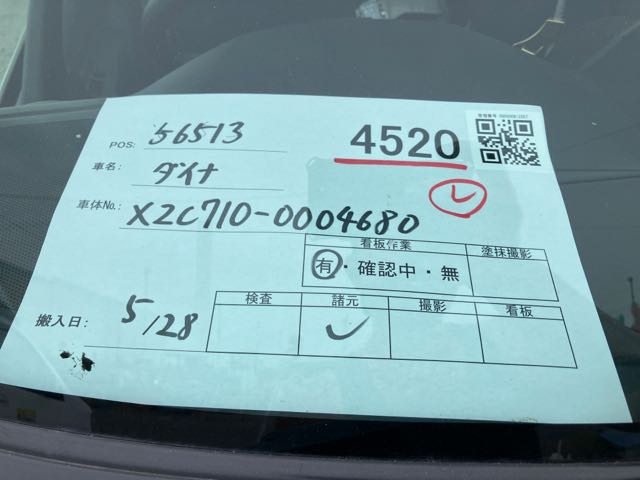 POS: 56513
4520
車名: ダイナ
車体No.: XZC710-0004680
看板作業
塗抹撮影
有・確認中・無
検査 諸元 撮影 看板
搬入日: 5/28